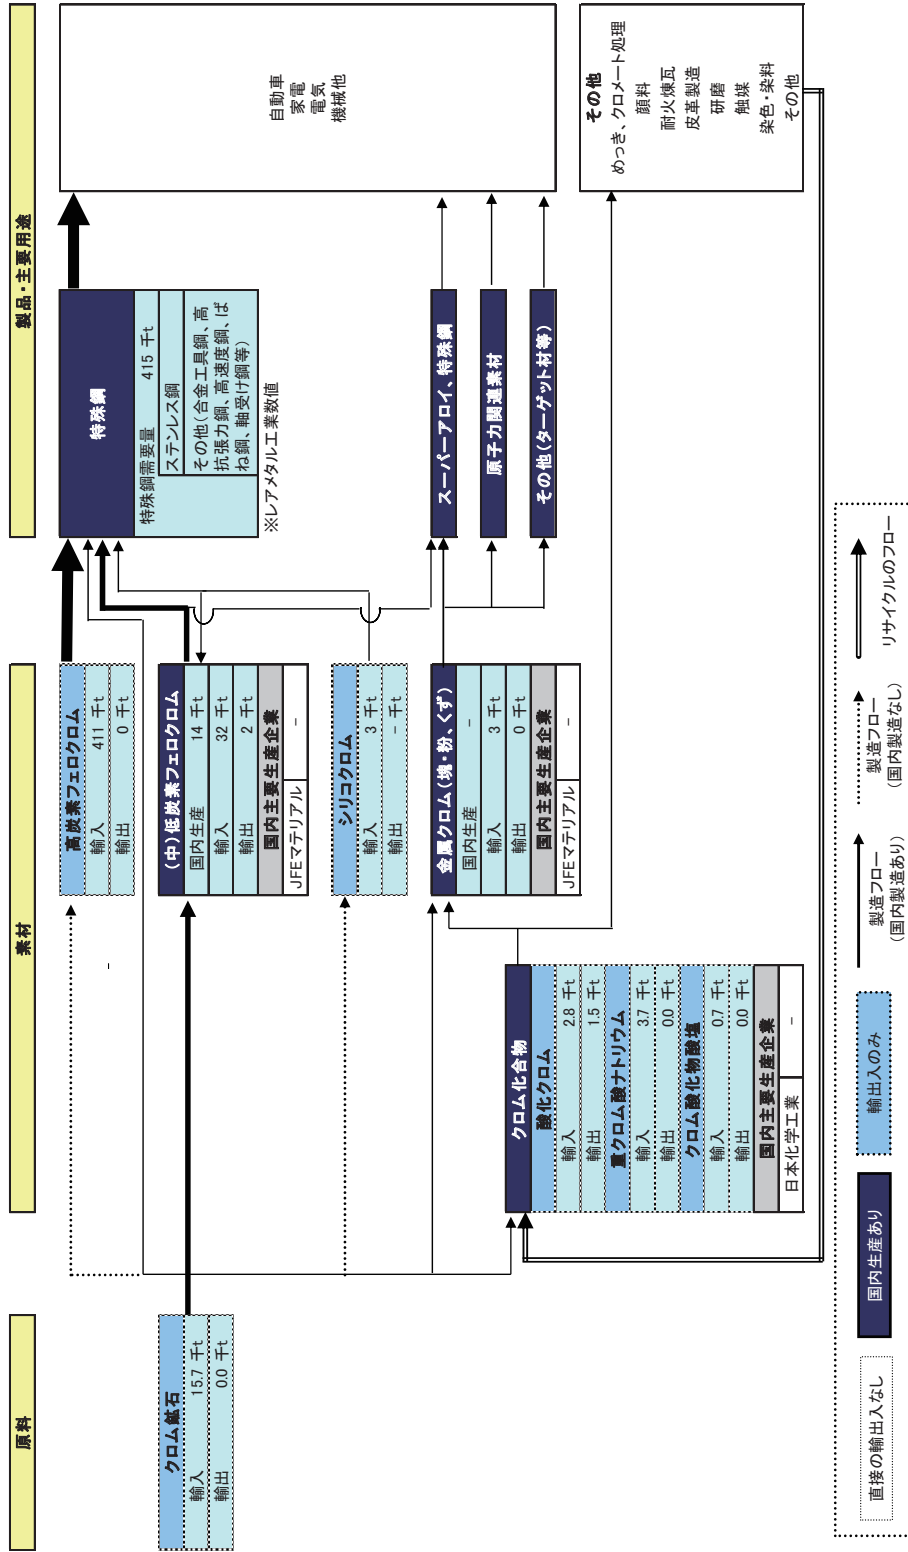 原料
素材
製品・主要用途
クロム鉱石
輸入 15.7 千t
輸出 0.0 千t
高炭素フェロクロム
輸入 411 千t
輸出 0 千t
-
(中)低炭素フェロクロム
国内生産 14 千t
輸入 32 千t
輸出 2 千t
国内主要生産企業
JFEマテリアル -
シリコクロム
輸入 3 千t
輸出 - 千t
金属クロム(塊・粉、くず)
国内生産 -
輸入 3 千t
輸出 0 千t
国内主要生産企業
JFEマテリアル -
クロム化合物
酸化クロム
輸入 2.8 千t
輸出 1.5 千t
重クロム酸ナトリウム
輸入 3.7 千t
輸出 0.0 千t
クロム酸化物酸塩
輸入 0.7 千t
輸出 0.0 千t
国内主要生産企業
日本化学工業 -
特殊鋼
特殊鋼需要量 415 千t
ステンレス鋼
その他(合金工具鋼、高
抗張力鋼、高速度鋼、ば
ね鋼、軸受け鋼等)
※レアメタル工業数値
スーパーアロイ、特殊鋼
原子力関連素材
その他(ターゲット材等)
自動車
家電
電気
機械他
その他
めっき、クロメート処理
顔料
耐火煉瓦
皮革製造
研磨
触媒
染色・染料
その他
直接の輸出入なし
国内生産あり
輸出入のみ
製造フロー
(国内製造あり)
製造フロー
(国内製造なし)
リサイクルのフロー